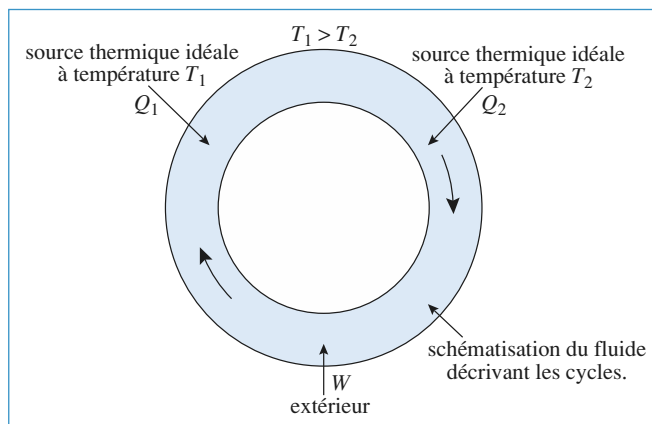 T₁ > T₂
source thermique idéale
à température T₁
Q₁
source thermique idéale
à température T₂
Q₂
schématisation du fluide
décrivant les cycles.
W
extérieur